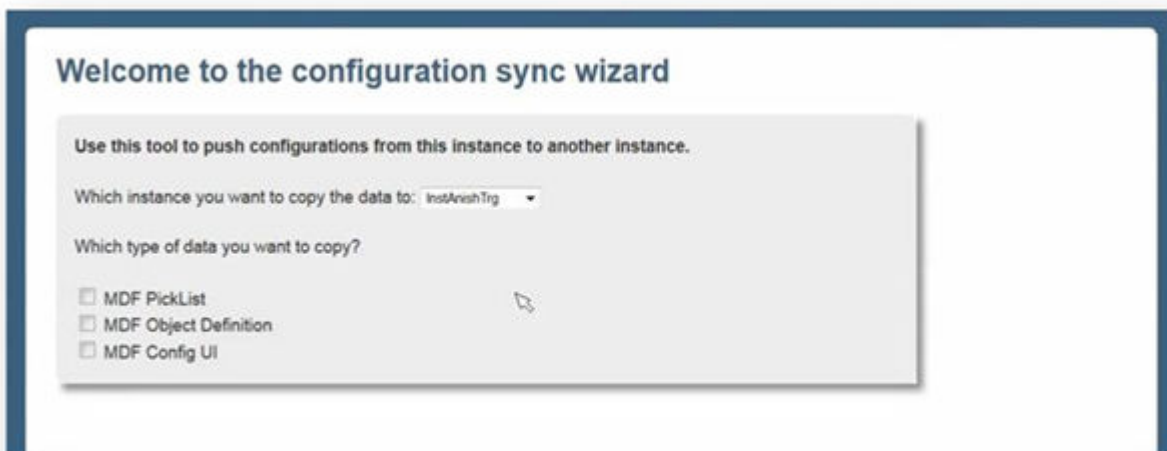 Welcome to the configuration sync wizard
Use this tool to push configurations from this instance to another instance.
Which instance you want to copy the data to: InstAnishTrg
Which type of data you want to copy?
MDF PickList
MDF Object Definition
MDF Config UI